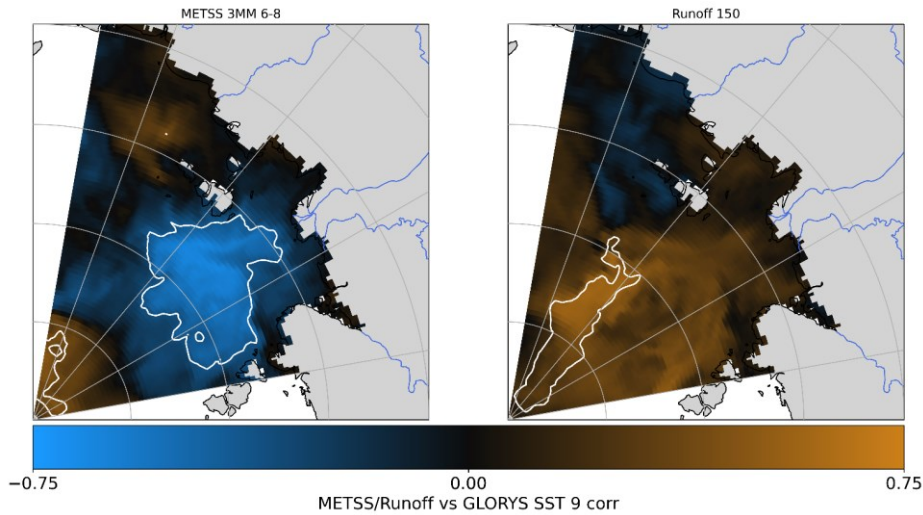 METSS 3MM 6-8
Runoff 150
−0.75
0.00
0.75
METSS/Runoff vs GLORYS SST 9 corr